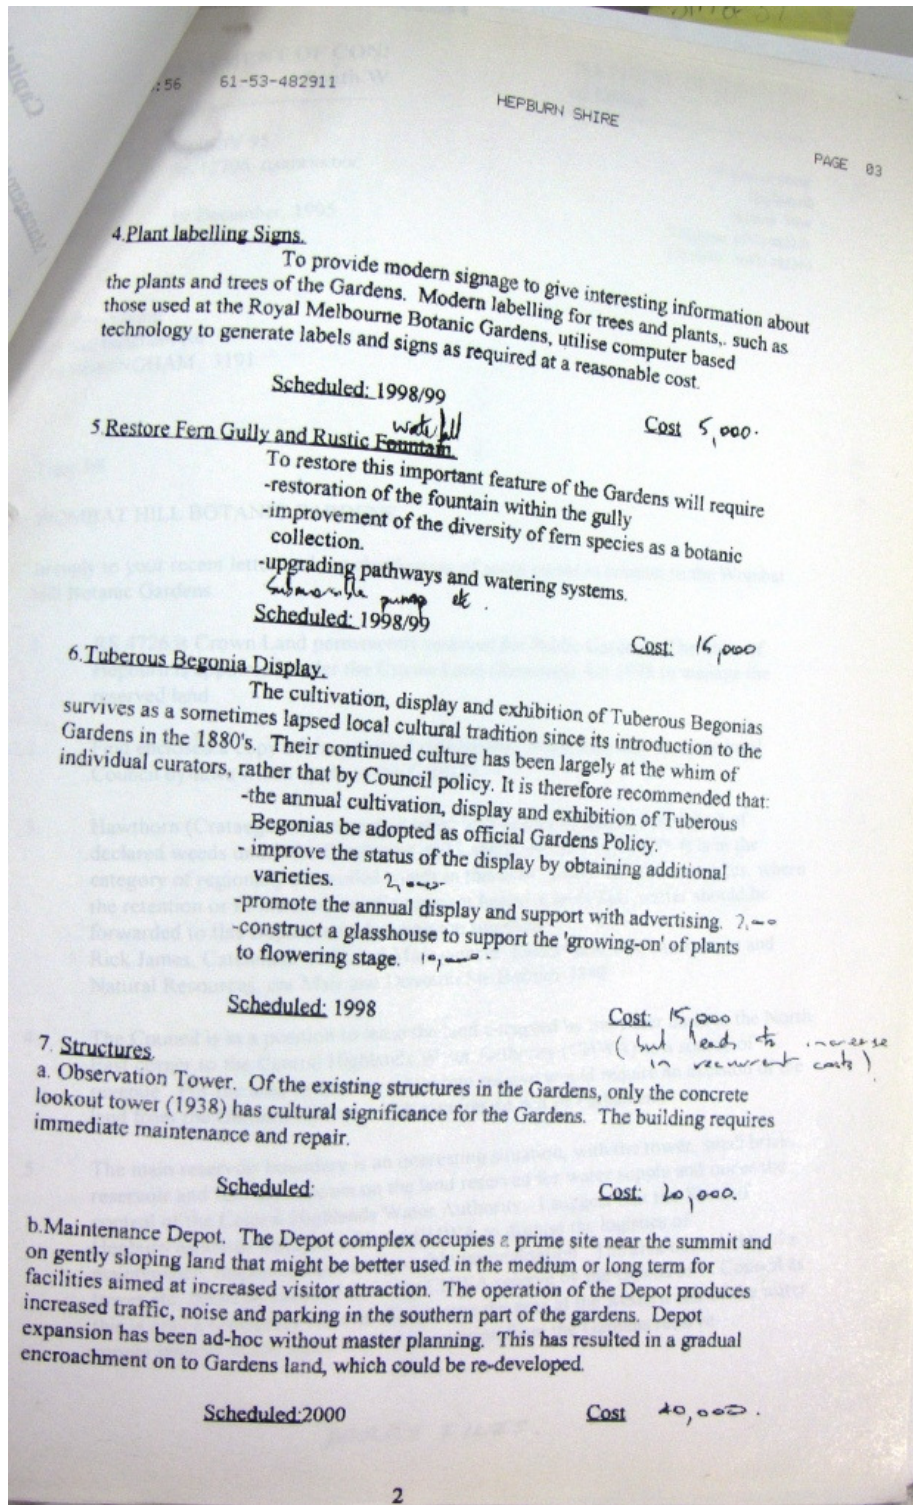 :56 61-53-482911
HEPBURN SHIRE
PAGE 03
4.Plant labelling Signs.
To provide modern signage to give interesting information about
the plants and trees of the Gardens. Modern labelling for trees and plants,. such as
those used at the Royal Melbourne Botanic Gardens, utilise computer based
technology to generate labels and signs as required at a reasonable cost.
Scheduled: 1998/99
Cost 5,000.
waterfall
5.Restore Fern Gully and Rustic Fountain.
To restore this important feature of the Gardens will require
-restoration of the fountain within the gully
-improvement of the diversity of fern species as a botanic
collection.
-upgrading pathways and watering systems.
Submersible pump etc.
Scheduled: 1998/99
Cost: 15,000
6.Tuberous Begonia Display.
The cultivation, display and exhibition of Tuberous Begonias
survives as a sometimes lapsed local cultural tradition since its introduction to the
Gardens in the 1880's. Their continued culture has been largely at the whim of
individual curators, rather that by Council policy. It is therefore recommended that:
-the annual cultivation, display and exhibition of Tuberous
Begonias be adopted as official Gardens Policy.
- improve the status of the display by obtaining additional
varieties. 2,000.
-promote the annual display and support with advertising.
-construct a glasshouse to support the 'growing-on' of plants
to flowering stage. 10,000.
Scheduled: 1998
Cost: 15,000
(but leads to increase
recurrent costs)
7. Structures
a. Observation Tower. Of the existing structures in the Gardens, only the concrete
lookout tower (1938) has cultural significance for the Gardens. The building requires
immediate maintenance and repair.
Scheduled:
Cost: 20,000.
b.Maintenance Depot. The Depot complex occupies a prime site near the summit and
on gently sloping land that might be better used in the medium or long term for
facilities aimed at increased visitor attraction. The operation of the Depot produces
increased traffic, noise and parking in the southern part of the gardens. Depot
expansion has been ad-hoc without master planning. This has resulted in a gradual
encroachment on to Gardens land, which could be re-developed.
Scheduled:2000
Cost 40,000.
2